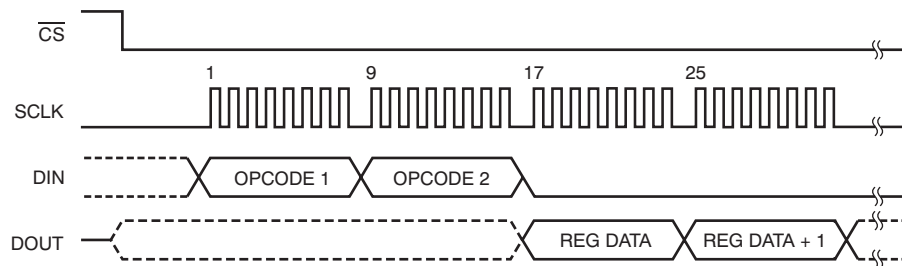 CS
1 9 17 25
SCLK
DIN OPCODE 1 OPCODE 2
DOUT REG DATA REG DATA + 1